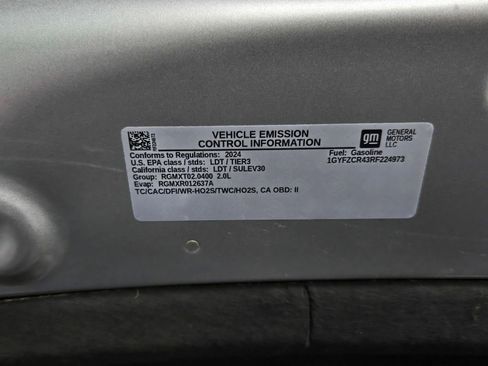 VEHICLE EMISSION
CONTROL INFORMATION
gm
GENERAL
MOTORS
LLC
Conforms to Regulations: 2024
Fuel: Gasoline
U.S. EPA class / stds: LDT / TIER3
1GYFZCR43RF224973
California class / stds: LDT / SULEV30
Group: RGMXT02.0400 2.0L
Evap: RGMXR012637A
TC/CAC/DFI/WR-HO2S/TWC/HO2S, CA OBD: II